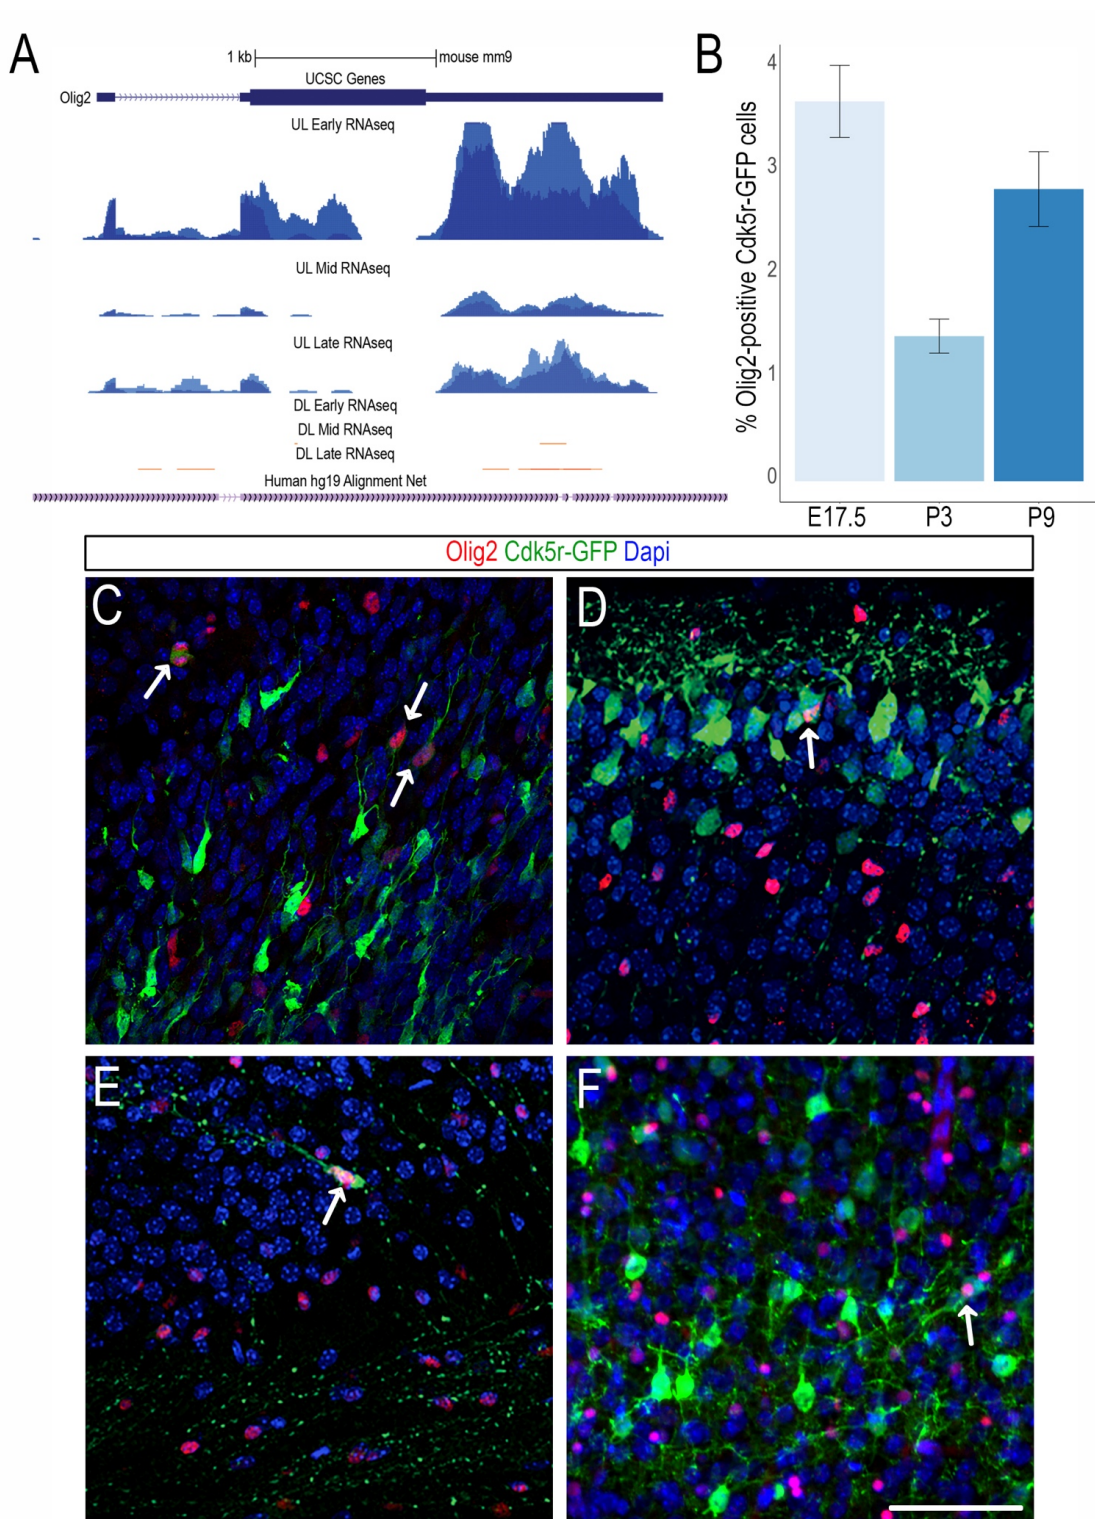 A
1 kb
mouse mm9
UCSC Genes
Olig2
UL Early RNAseq
UL Mid RNAseq
UL Late RNAseq
DL Early RNAseq
DL Mid RNAseq
DL Late RNAseq
Human hg19 Alignment Net
B
% Olig2-positive Cdk5r-GFP cells
4
3
2
1
0
E17.5 P3 P9
Olig2 Cdk5r-GFP Dapi
C
D
E
F